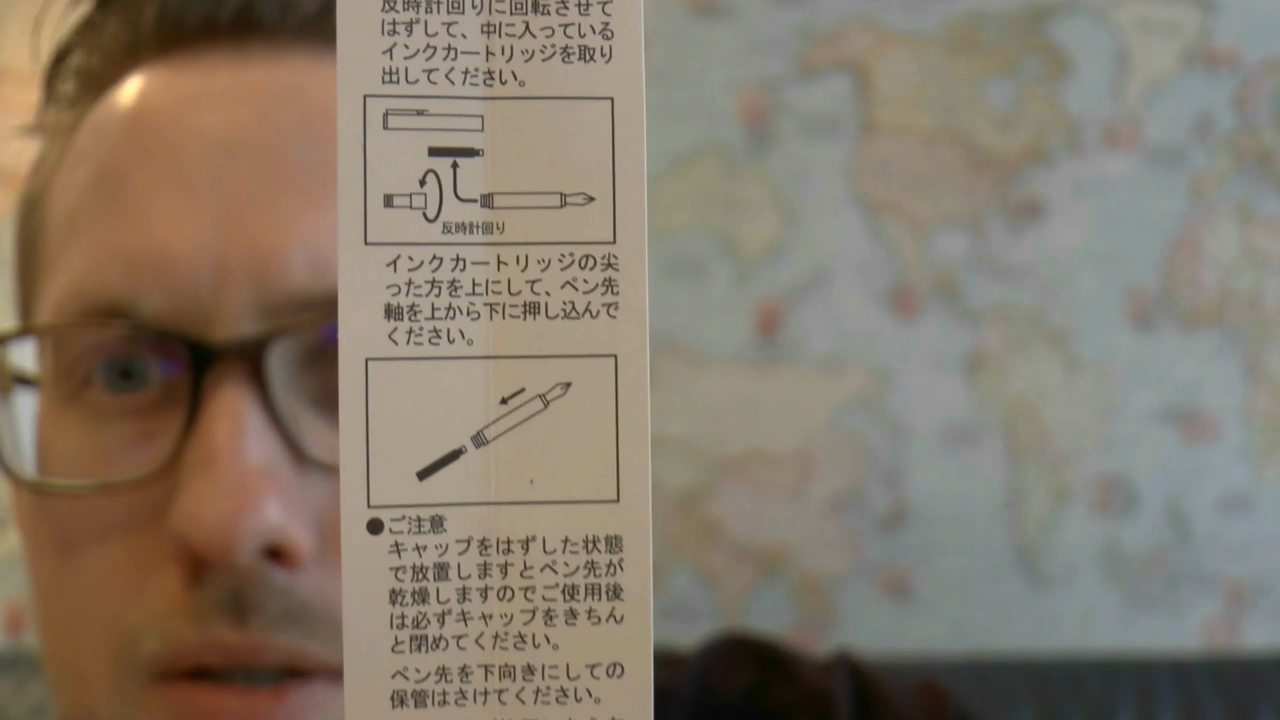 反時計回りに回転させて
はずして、中に入っている
インクカートリッジを取り
出してください。
反時計回り
インクカートリッジの尖
った方を上にして、ペン先
軸を上から下に押し込んで
ください。
●ご注意
キャップをはずした状態
で放置しますとペン先が
乾燥しますのでご使用後
は必ずキャップをきちん
と閉めてください。
ペン先を下向きにしての
保管はさけてください。